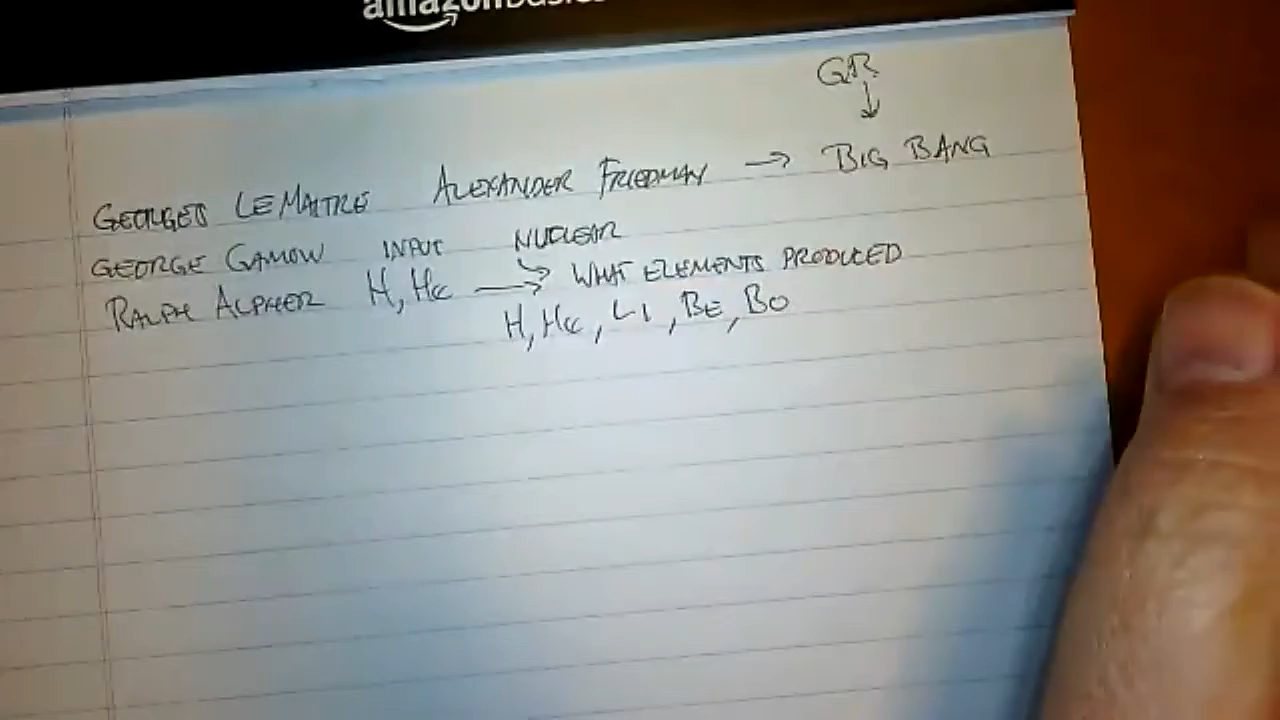 amazonbasics
GR
GEORGES LEMAITRE ALEXANDER FRIEDMAN → BIG BANG
GEORGE GAMOW INPUT NUCLEAR
RALPH ALPHER H, He → WHAT ELEMENTS PRODUCED
H, He, LI, BE, BO